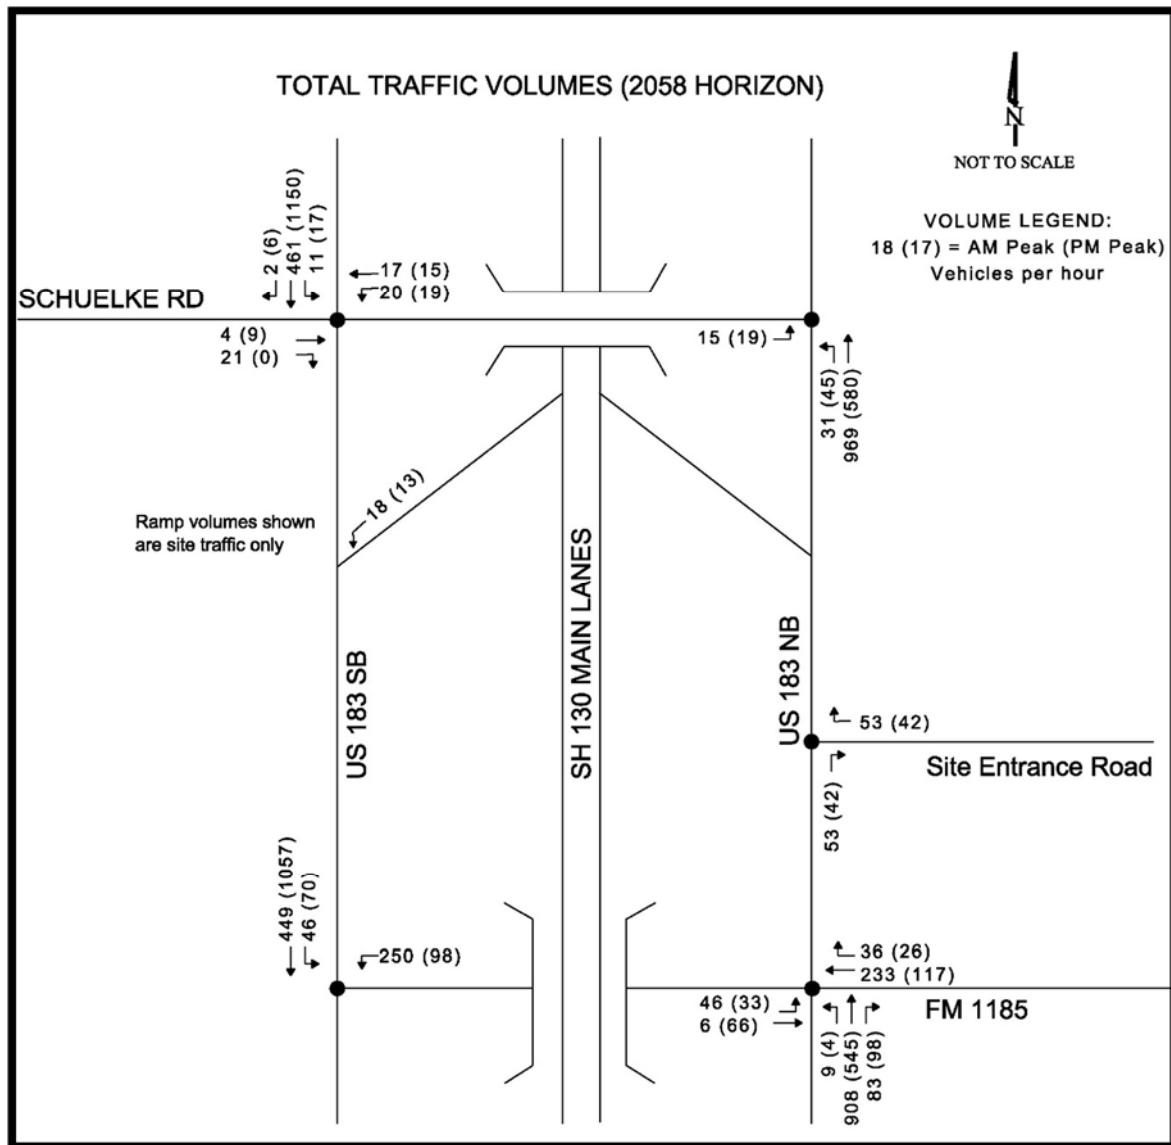 TOTAL TRAFFIC VOLUMES (2058 HORIZON)
N
NOT TO SCALE
VOLUME LEGEND:
18 (17) = AM Peak (PM Peak)
Vehicles per hour
2 (6)
461 (1150)
11 (17)
17 (15)
20 (19)
SCHUELKE RD
4 (9)
21 (0)
15 (19)
31 (45)
969 (580)
18 (13)
Ramp volumes shown
are site traffic only
US 183 SB
SH 130 MAIN LANES
US 183 NB
53 (42)
Site Entrance Road
53 (42)
449 (1057)
46 (70)
250 (98)
36 (26)
233 (117)
46 (33)
6 (66)
FM 1185
9 (4)
908 (545)
83 (98)